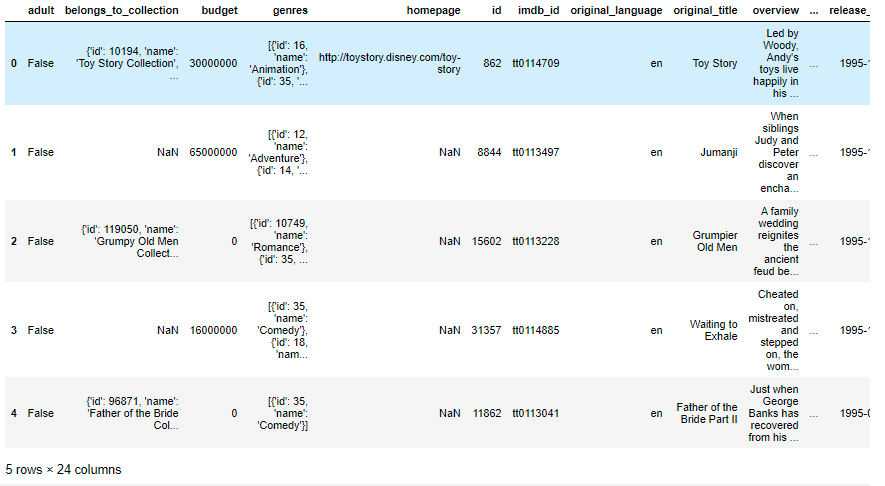 adult belongs_to_collection budget genres homepage id imdb_id original_language original_title overview ... release_
0 False {'id': 10194, 'name': 'Toy Story Collection', ... 30000000 [{'id': 16, 'name': 'Animation'}, {'id': 35, '... http://toystory.disney.com/toy-story 862 tt0114709 en Toy Story Led by Woody, Andy's toys live happily in his ... ... 1995-1
1 False NaN 65000000 [{'id': 12, 'name': 'Adventure'}, {'id': 14, '... NaN 8844 tt0113497 en Jumanji When siblings Judy and Peter discover an encha... ... 1995-1
2 False {'id': 119050, 'name': 'Grumpy Old Men Collect... 0 [{'id': 10749, 'name': 'Romance'}, {'id': 35, ... NaN 15602 tt0113228 en Grumpier Old Men A family wedding reignites the ancient feud be... ... 1995-1
3 False NaN 16000000 [{'id': 35, 'name': 'Comedy'}, {'id': 18, 'nam... NaN 31357 tt0114885 en Waiting to Exhale Cheated on, mistreated and stepped on, the wom... ... 1995-1
4 False {'id': 96871, 'name': 'Father of the Bride Col... 0 [{'id': 35, 'name': 'Comedy'}] NaN 11862 tt0113041 en Father of the Bride Part II Just when George Banks has recovered from his ... ... 1995-0
5 rows × 24 columns